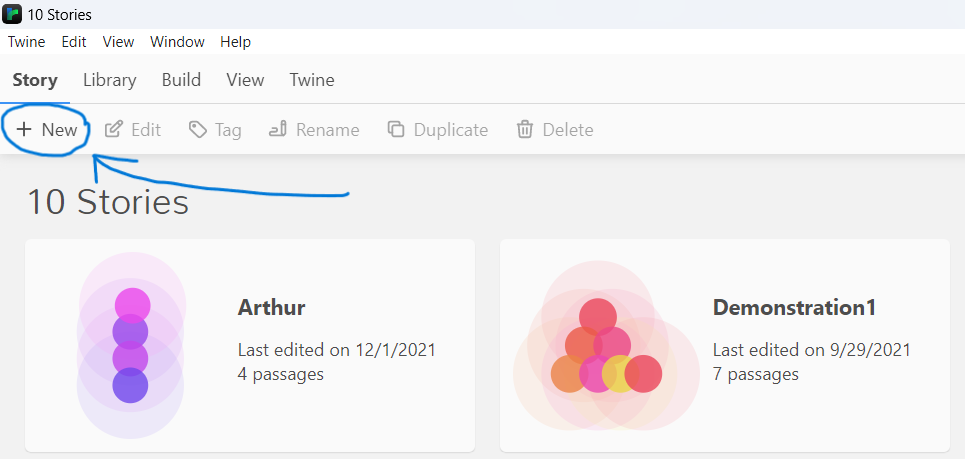 10 Stories
Twine Edit View Window Help
Story Library Build View Twine
+ New Edit Tag Rename Duplicate Delete
10 Stories
Arthur
Last edited on 12/1/2021
4 passages
Demonstration1
Last edited on 9/29/2021
7 passages